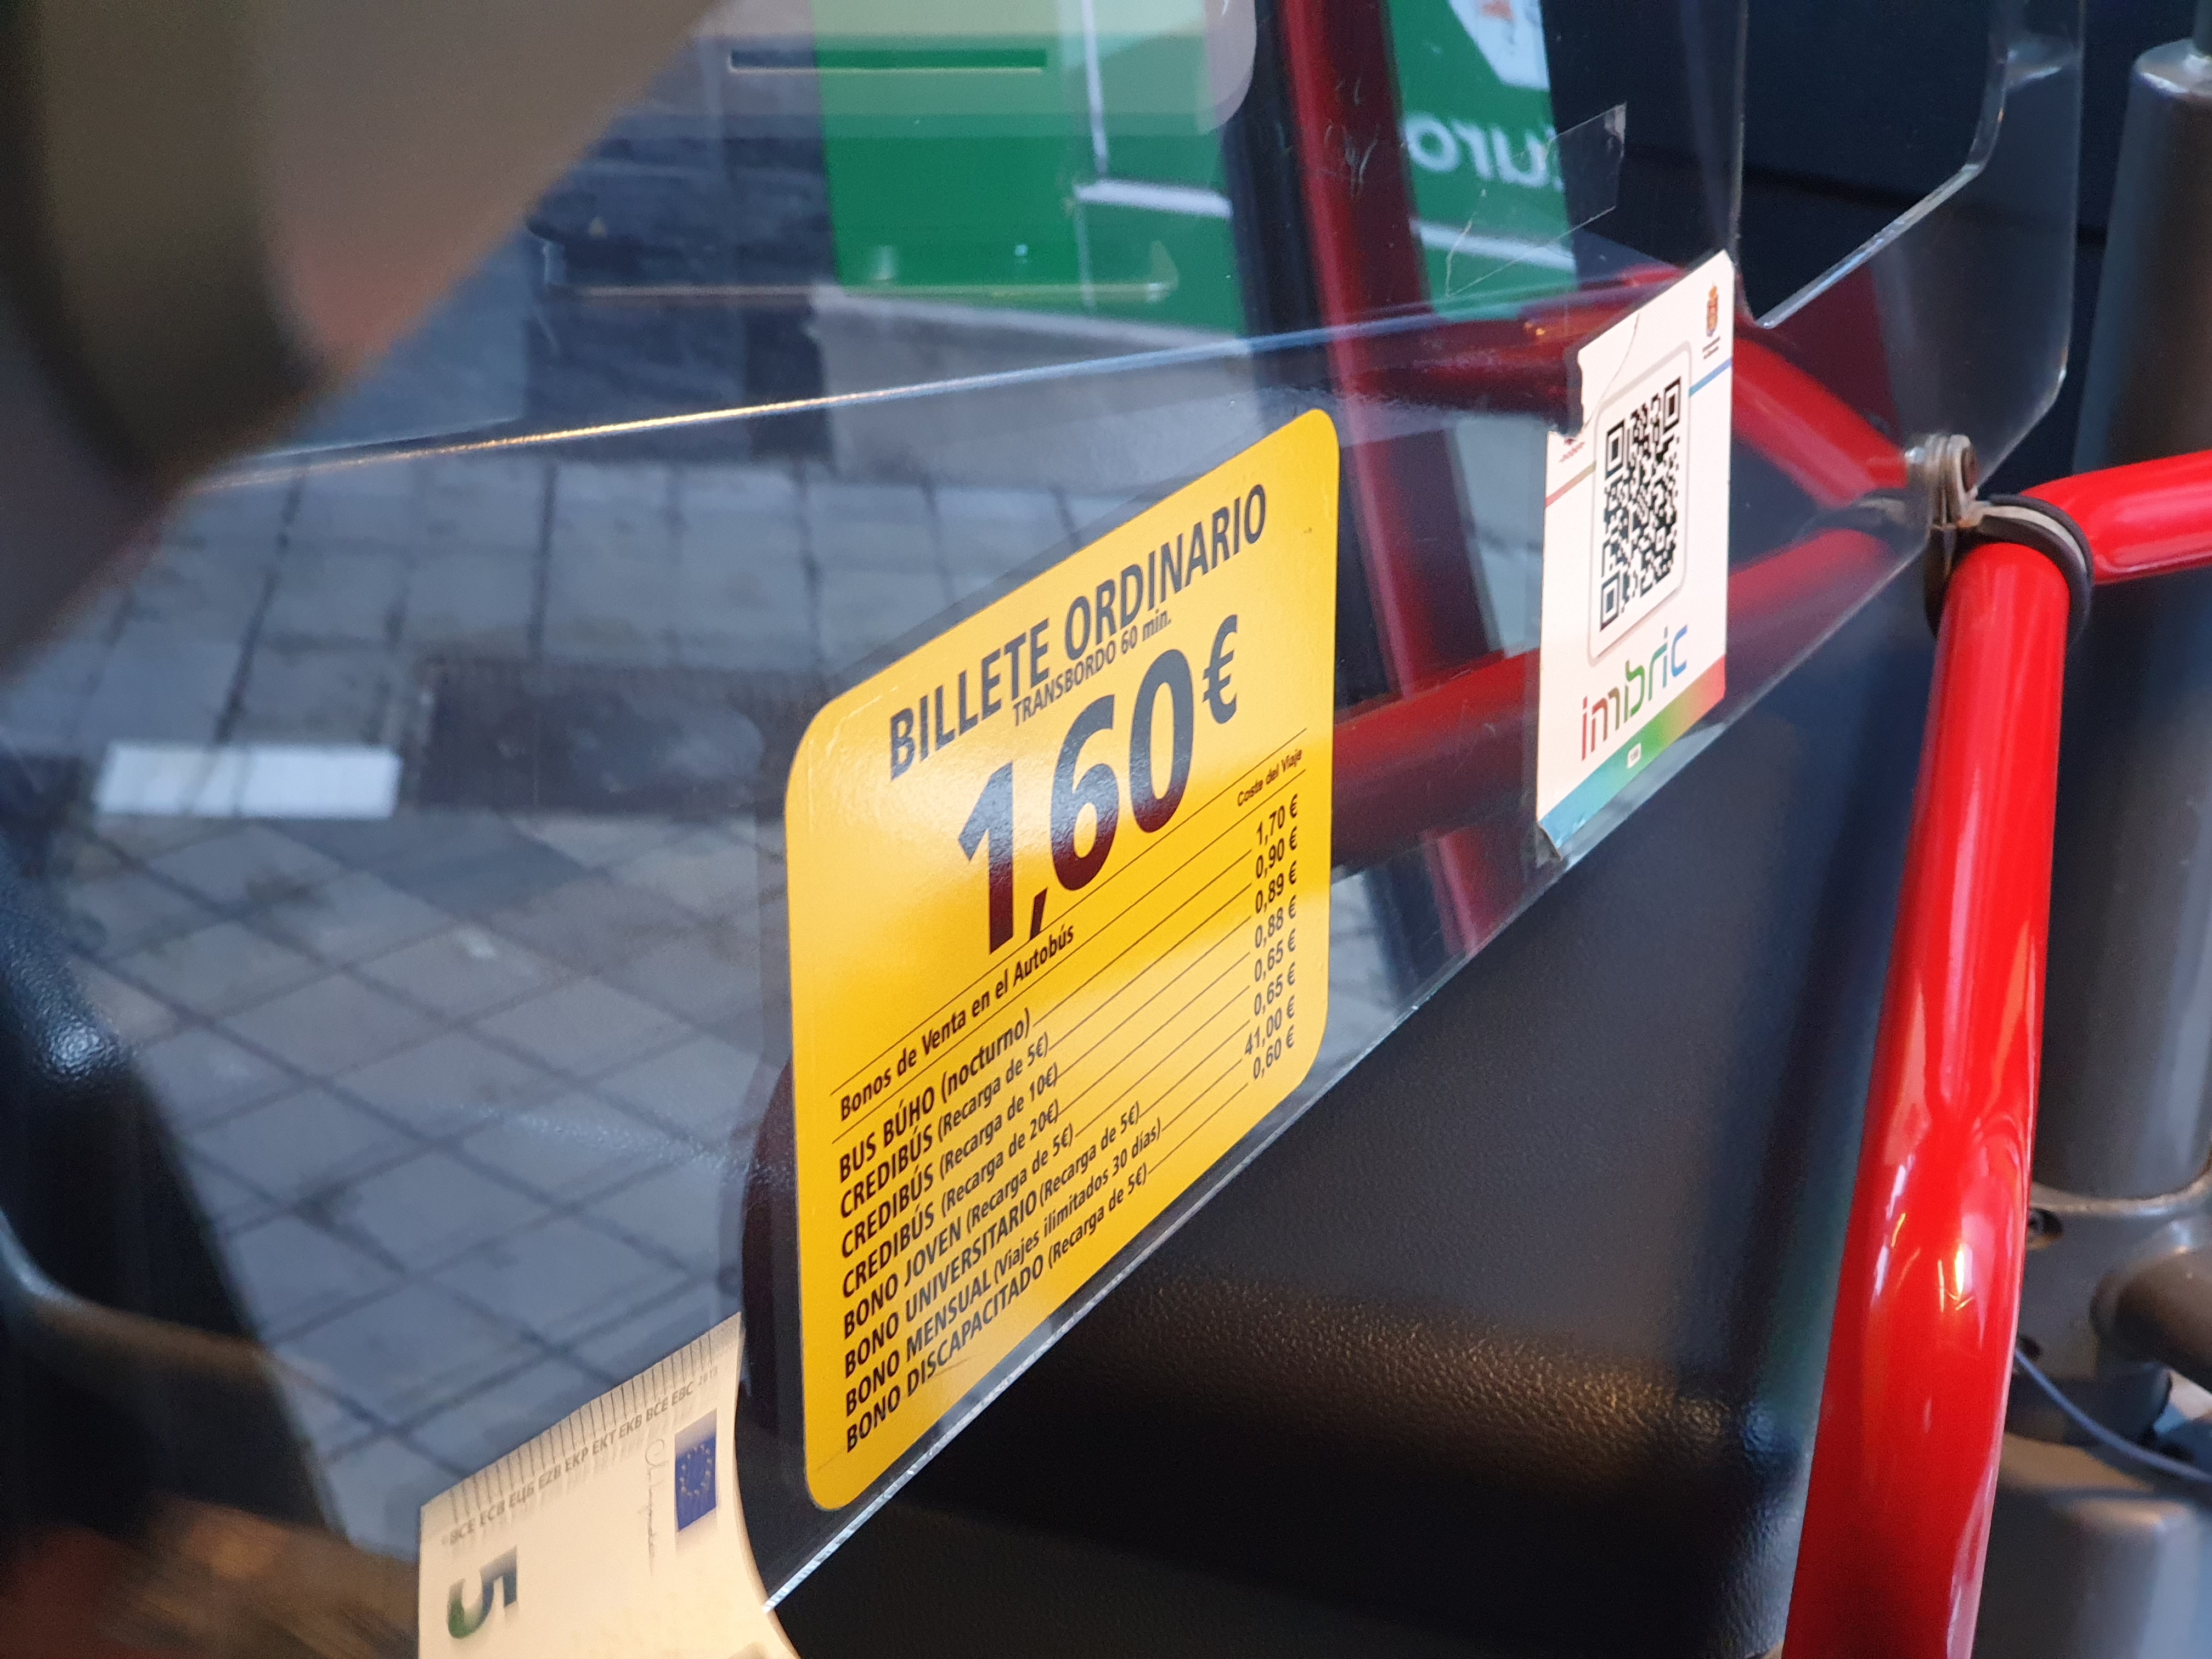 BILLETE ORDINARIO
TRANSBORDO 60 min.
1,60€
Coste del Viaje
Bonos de Venta en el Autobús
BUS BÚHO (nocturno) 1,70 €
CREDIBÚS (Recarga de 5€) 0,90 €
CREDIBÚS (Recarga de 10€) 0,89 €
CREDIBÚS (Recarga de 20€) 0,88 €
BONO JOVEN (Recarga de 5€) 0,65 €
BONO UNIVERSITARIO (Recarga de 5€) 0,65 €
BONO MENSUAL (Viajes ilimitados 30 días) 41,00 €
BONO DISCAPACITADO (Recarga de 5€) 0,60 €
imbric
uro
BCE ECB ЕЦБ EZB EKP EKT EKB BĊE EBC 2013
5